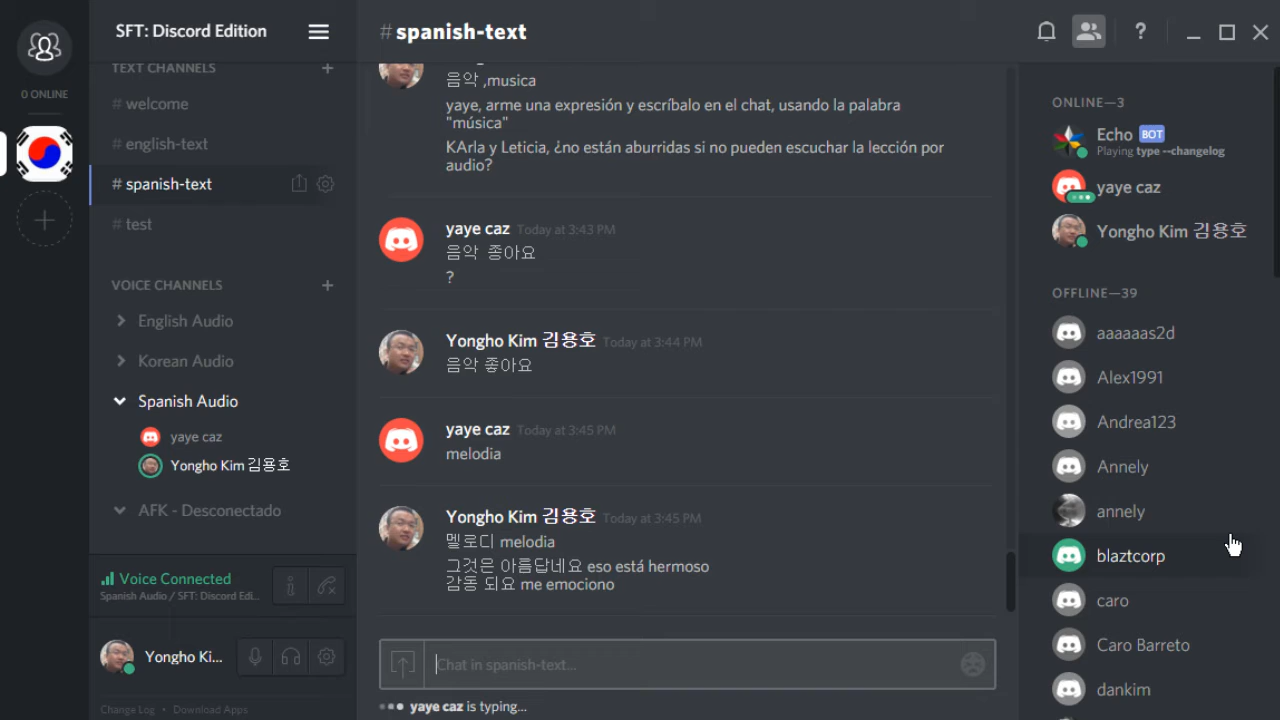 SFT: Discord Edition
0 ONLINE
TEXT CHANNELS
# welcome
# english-text
# spanish-text
# test
VOICE CHANNELS
English Audio
Korean Audio
Spanish Audio
yaye caz
Yongho Kim 김용호
AFK - Desconectado
Voice Connected
Spanish Audio / SFT: Discord Edi...
Yongho Ki...
Change Log • Download Apps
# spanish-text
음악 ,musica
yaye, arme una expresión y escríbalo en el chat, usando la palabra
"música"
KArla y Leticia, ¿no están aburridas si no pueden escuchar la lección por
audio?
yaye caz Today at 3:43 PM
음악 좋아요
?
Yongho Kim 김용호 Today at 3:44 PM
음악 좋아요
yaye caz Today at 3:45 PM
melodia
Yongho Kim 김용호 Today at 3:45 PM
멜로디 melodia
그것은 아름답네요 eso está hermoso
감동 되요 me emociono
Chat in spanish-text...
yaye caz is typing...
ONLINE—3
Echo BOT
Playing type --changelog
yaye caz
Yongho Kim 김용호
OFFLINE—39
aaaaaas2d
Alex1991
Andrea123
Annely
annely
blaztcorp
caro
Caro Barreto
dankim